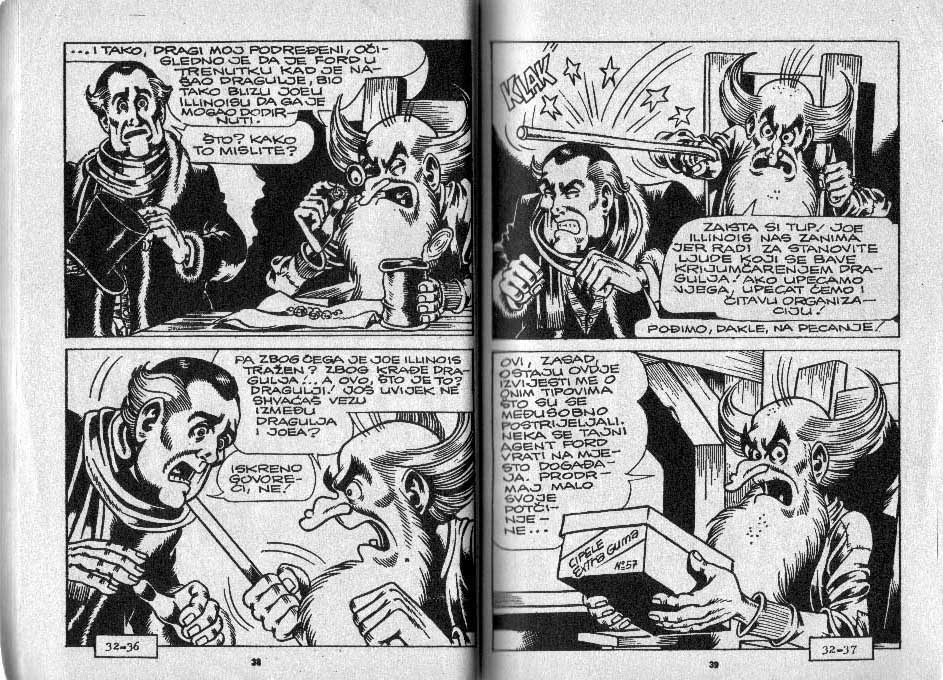 ...I TAKO, DRAGI MOJ PODREĐENI, OČI-
GLEDNO JE DA JE FORD U
TRENUTKU KAD JE NA-
ŠAO DRAGULJE, BIO
TAKO BLIZU JOEU
ILLINOISU DA GA JE
MOGAO DODIR-
NUTI.
ŠTO? KAKO
TO MISLITE?
PA ZBOG ČEGA JE JOE ILLINOIS
TRAŽEN? ZBOG KRAĐE DRA-
GULJA!...A OVO, ŠTO JE TO?
DRAGULJI! JOŠ UVIJEK NE
SHVAĆAŠ VEZU
IZMEĐU
DRAGULJA
I JOEA?
ISKRENO
GOVORE-
ĆI, NE!
32-36
38
KLAK
ZAISTA SI TUP! JOE
ILLINOIS NAS ZANIMA
JER RADI ZA STANOVITE
LJUDE KOJI SE BAVE
KRIJUMČARENJEM DRA-
GULJA! AKO UPECAMO
NJEGA, UPECAT ĆEMO I
ČITAVU ORGANIZA-
CIJU!
POĐIMO, DAKLE, NA PECANJE!
OVI, ZASAD,
OSTAJU OVDJE
IZVIJESTI ME O
ONIM TIPOVIMA
ŠTO SU SE
MEĐUSOBNO
POSTRIJELJALI.
NEKA SE TAJNI
AGENT FORD
VRATI NA MJE-
STO DOGAĐA-
JA. PRODR-
MAJ MALO
SVOJE
POTČI-
NJE-
NE...
CIPELE
EXTRA GUMA
Nº57
32-37
39